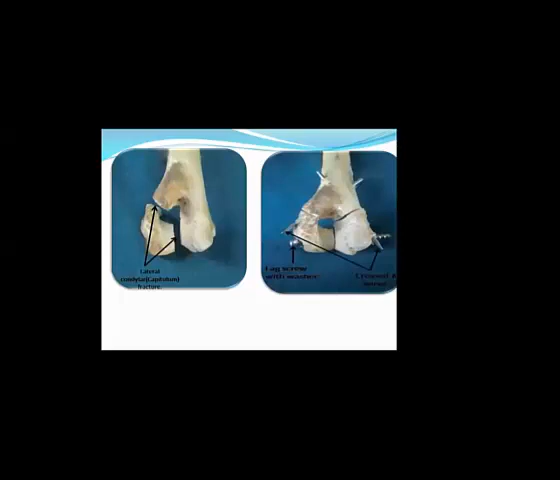 Lateral
condylar(Capitulum)
fracture.
Lag screw
with washer
Crossed k